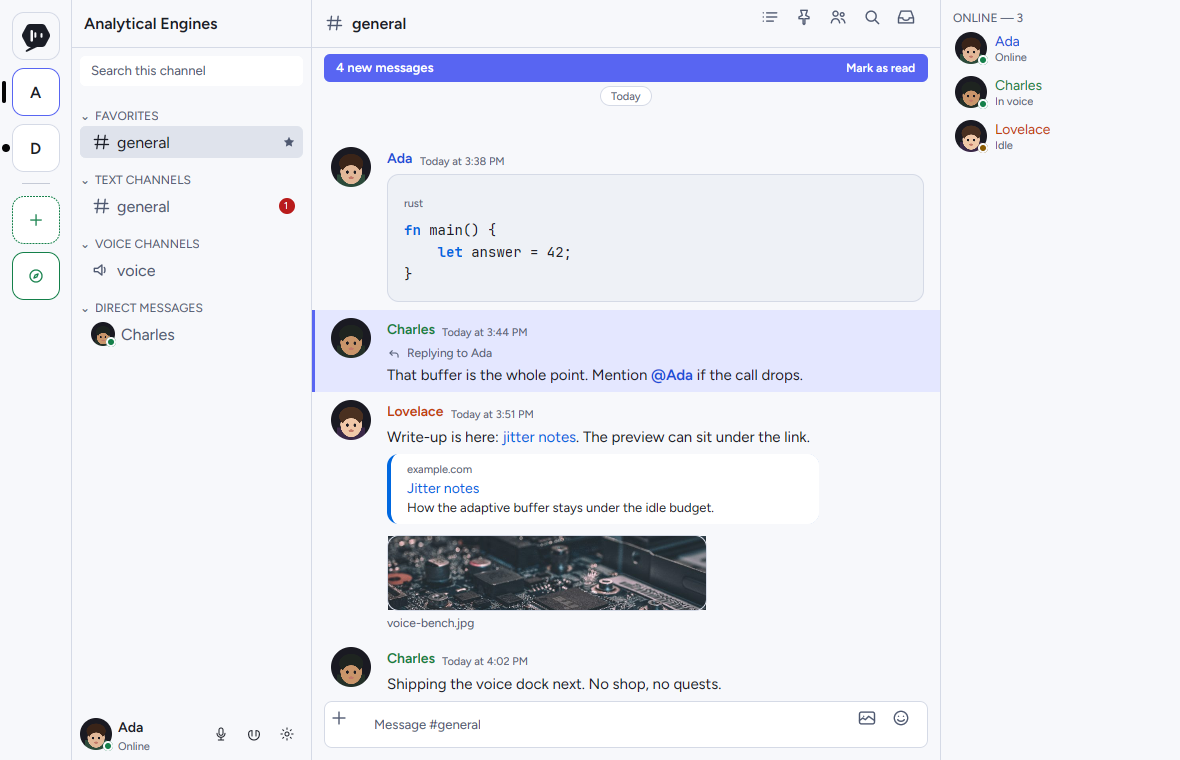 A
D
Analytical Engines
Search this channel
FAVORITES
# general
TEXT CHANNELS
# general
1
VOICE CHANNELS
voice
DIRECT MESSAGES
Charles
Ada
Online
# general
4 new messages
Mark as read
Today
Ada Today at 3:38 PM
rust
fn main() {
    let answer = 42;
}
Charles Today at 3:44 PM
Replying to Ada
That buffer is the whole point. Mention @Ada if the call drops.
Lovelace Today at 3:51 PM
Write-up is here: jitter notes. The preview can sit under the link.
example.com
Jitter notes
How the adaptive buffer stays under the idle budget.
voice-bench.jpg
Charles Today at 4:02 PM
Shipping the voice dock next. No shop, no quests.
Message #general
ONLINE — 3
Ada
Online
Charles
In voice
Lovelace
Idle